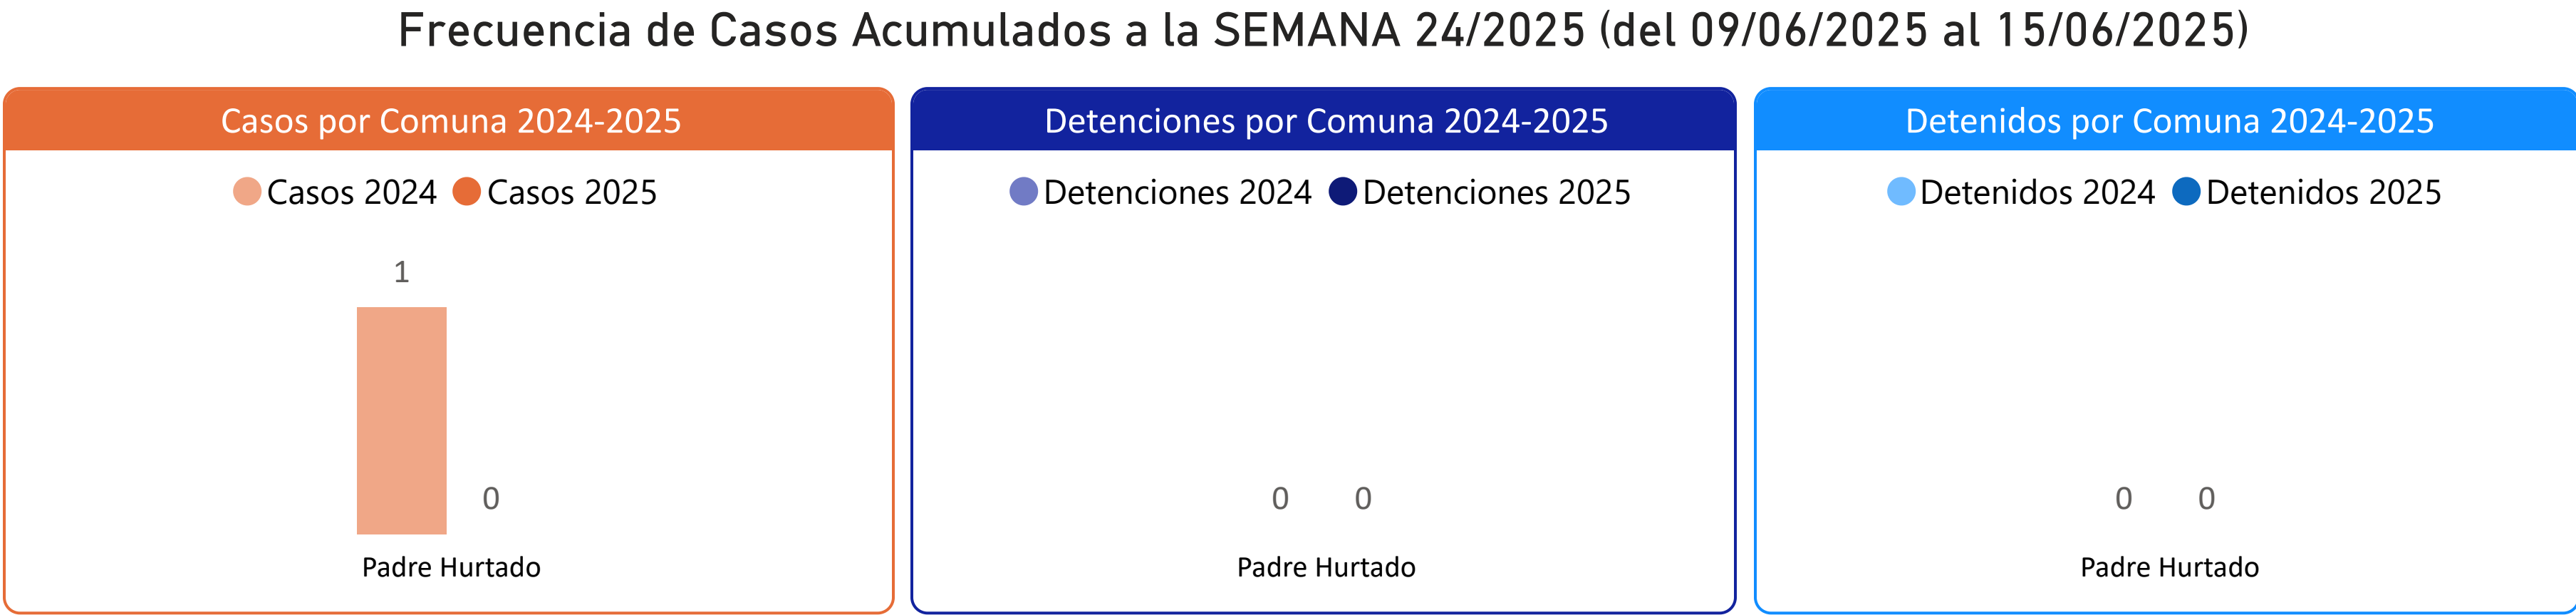 Frecuencia de Casos Acumulados a la SEMANA 24/2025 (del 09/06/2025 al 15/06/2025)
Casos por Comuna 2024-2025
Casos 2024 Casos 2025
1
0
Padre Hurtado
Detenciones por Comuna 2024-2025
Detenciones 2024 Detenciones 2025
0 0
Padre Hurtado
Detenidos por Comuna 2024-2025
Detenidos 2024 Detenidos 2025
0 0
Padre Hurtado